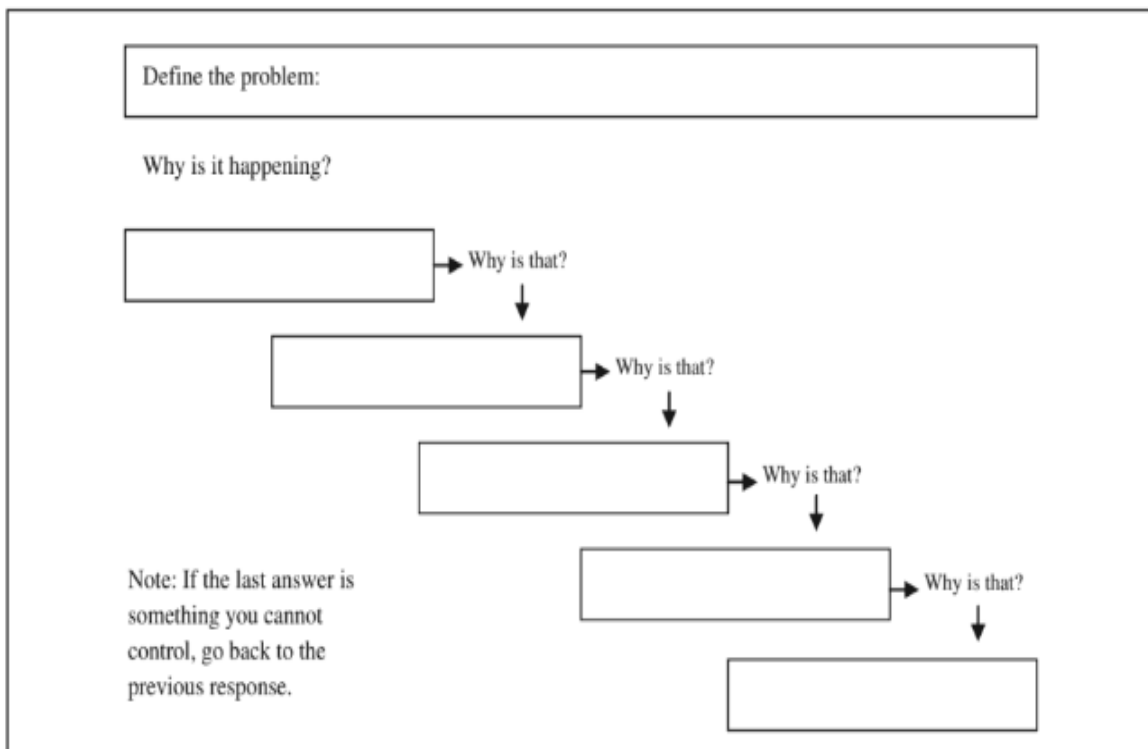 Define the problem:
Why is it happening?
Why is that?
Why is that?
Why is that?
Why is that?
Note: If the last answer is
something you cannot
control, go back to the
previous response.